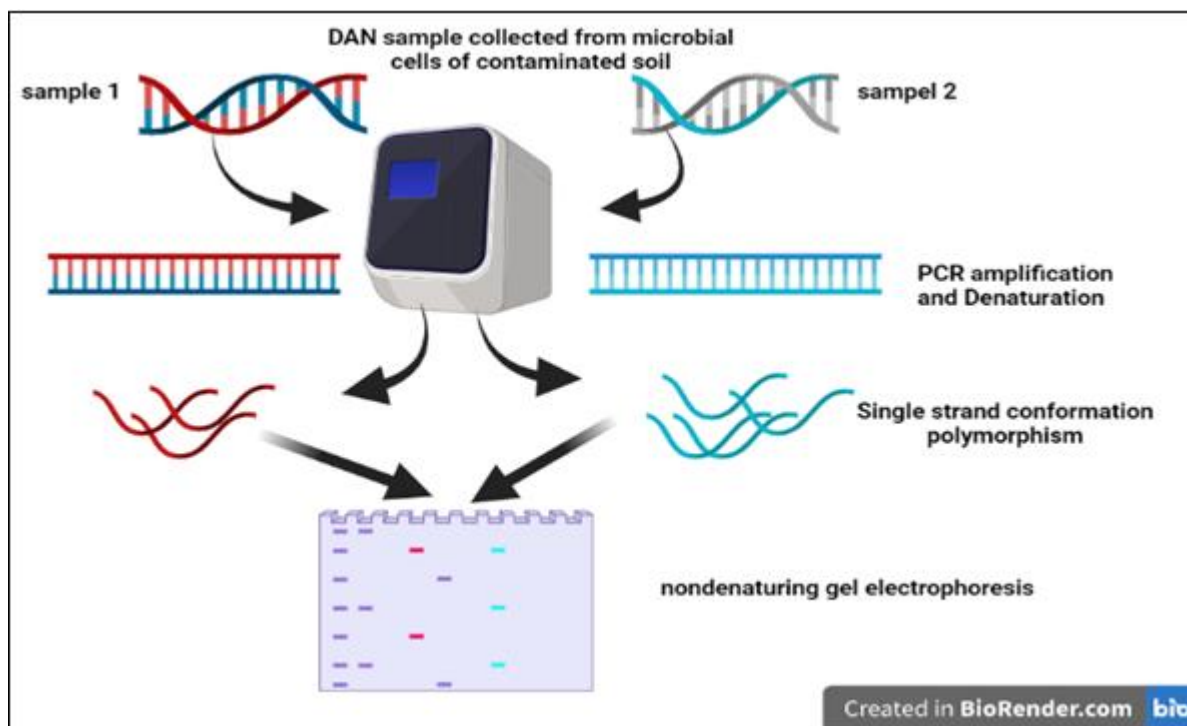 DAN sample collected from microbial
cells of contaminated soil
sample 1
sampel 2
PCR amplification
and Denaturation
Single strand conformation
polymorphism
nondenaturing gel electrophoresis
Created in BioRender.com